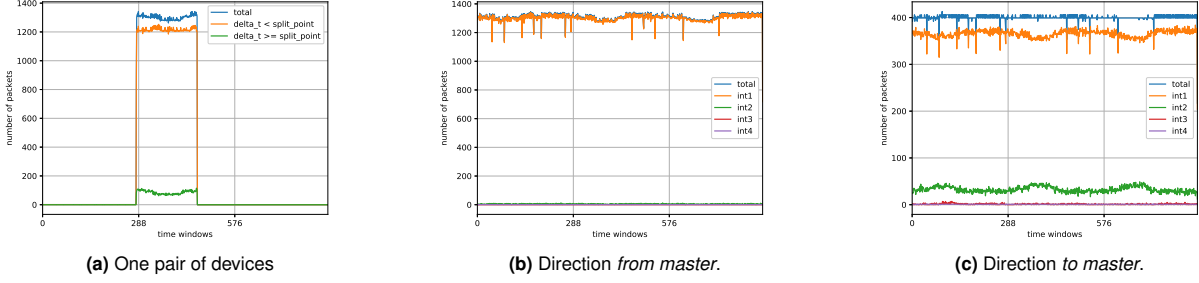 1400
1200
1000
800
600
400
200
0
number of packets
total
delta_t < split_point
delta_t >= split_point
0
288
576
time windows
(a) One pair of devices
1400
1200
1000
800
600
400
200
0
number of packets
total
int1
int2
int3
int4
0
288
576
time windows
(b) Direction from master.
400
300
200
100
0
number of packets
total
int1
int2
int3
int4
0
288
576
time windows
(c) Direction to master.